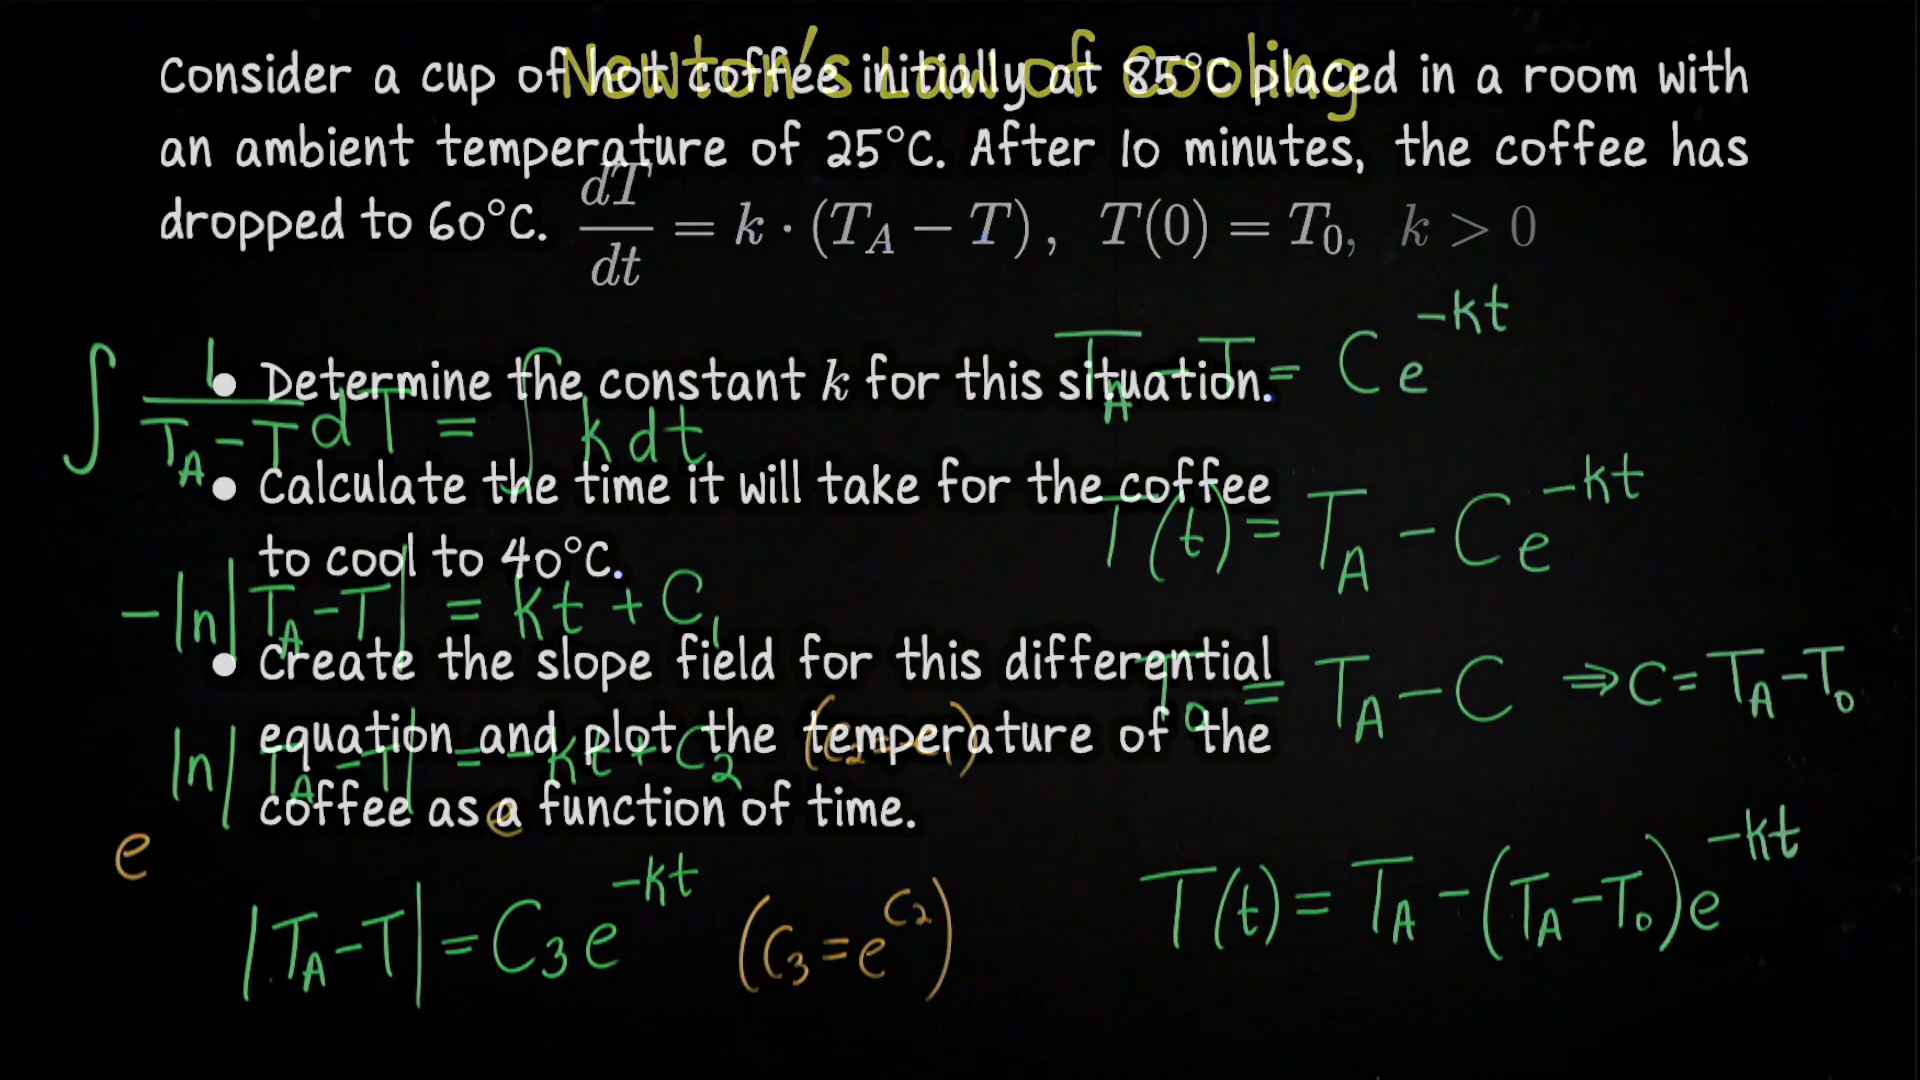 Newton's Law of Cooling
Consider a cup of hot coffee initially at 85°C placed in a room with
an ambient temperature of 25°C. After 10 minutes, the coffee has
dropped to 60°C.
dT/dt = k · (T_A − T), T(0) = T_0, k > 0
• Determine the constant k for this situation.
• Calculate the time it will take for the coffee
to cool to 40°C.
• Create the slope field for this differential
equation and plot the temperature of the
coffee as a function of time.
∫ 1/(T_A − T) dT = ∫ k dt
−ln|T_A − T| = kt + C_1
ln|T_A − T| = −kt + C_2 (C_2 = −C_1)
e e
|T_A − T| = C_3 e^{−kt} (C_3 = e^{C_2})
T_A − T = C e^{−kt}
T(t) = T_A − C e^{−kt}
T_0 = T_A − C ⇒ C = T_A − T_0
T(t) = T_A − (T_A − T_0) e^{−kt}